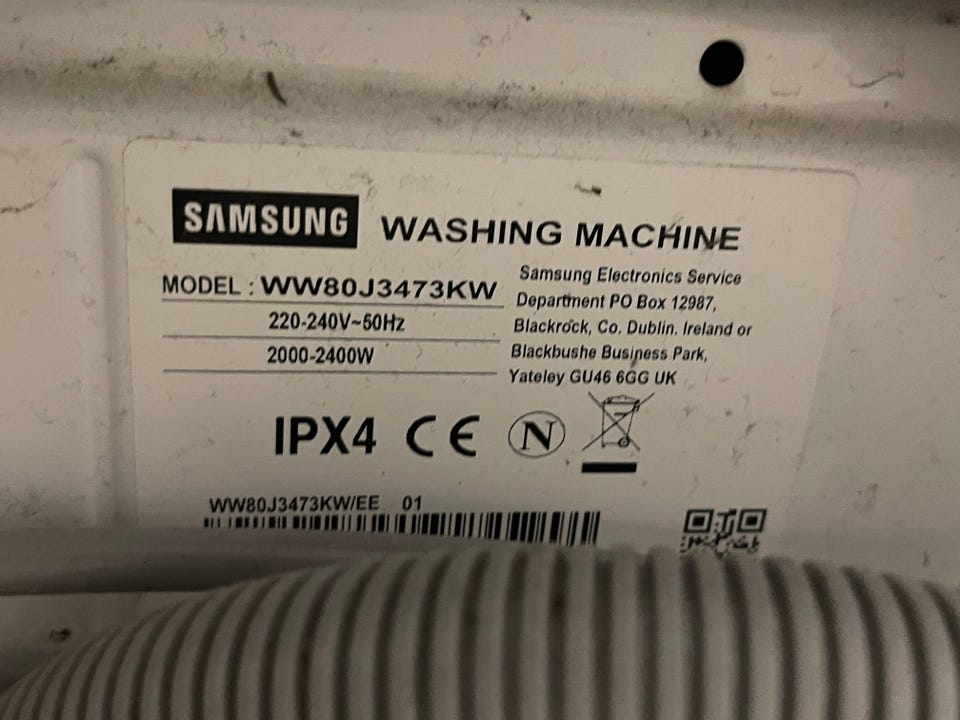 SAMSUNG WASHING MACHINE
MODEL : WW80J3473KW
220-240V~50Hz
2000-2400W
Samsung Electronics Service
Department PO Box 12987,
Blackrock, Co. Dublin. Ireland or
Blackbushe Business Park,
Yateley GU46 6GG UK
IPX4 CE N
WW80J3473KW/EE 01